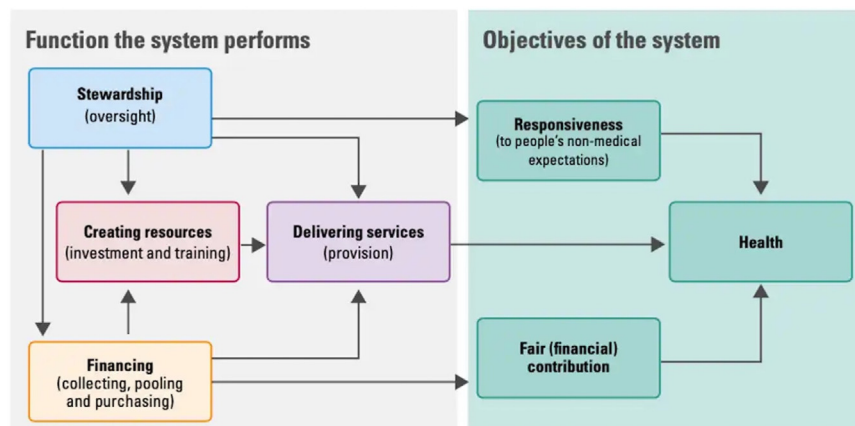 Function the system performs
Objectives of the system
Stewardship
(oversight)
Responsiveness
(to people's non-medical
expectations)
Creating resources
(investment and training)
Delivering services
(provision)
Health
Financing
(collecting, pooling
and purchasing)
Fair (financial)
contribution